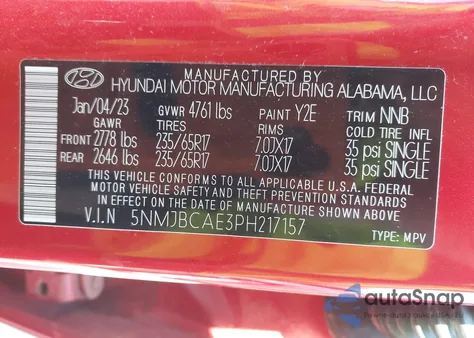 MANUFACTURED BY
HYUNDAI MOTOR MANUFACTURING ALABAMA, LLC
Jan/04/23 GVWR 4761 lbs PAINT Y2E TRIM NNB
GAWR TIRES RIMS COLD TIRE INFL
FRONT 2778 lbs 235/65R17 7.0JX17 35 psi SINGLE
REAR 2646 lbs 235/65R17 7.0JX17 35 psi SINGLE
THIS VEHICLE CONFORMS TO ALL APPLICABLE U.S.A. FEDERAL
MOTOR VEHICLE SAFETY, BUMPER, AND THEFT PREVENTION STANDARDS
IN EFFECT ON THE DATE OF MANUFACTURE SHOWN ABOVE
V.I.N 5NMJBCAE3PH217157
TYPE: MPV
autoSnap